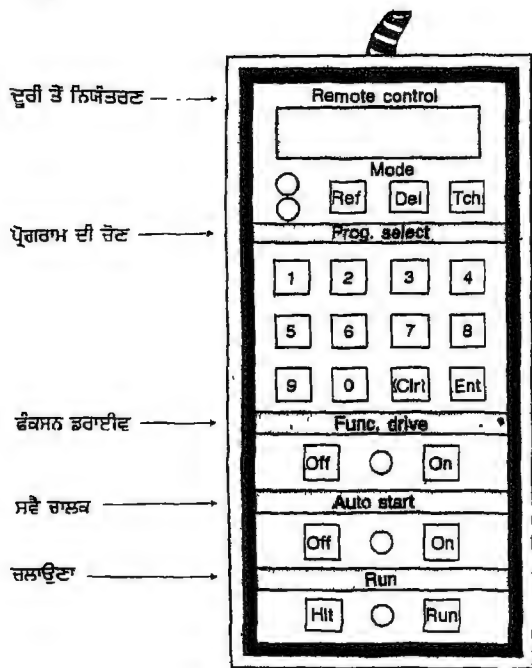 ਦੂਰੀ ਤੋਂ ਨਿਯੰਤਰਣ
Remote control
Mode
Ref Del Tch
ਪ੍ਰੋਗਰਾਮ ਦੀ ਚੋਣ
Prog. select
1 2 3 4
5 6 7 8
9 0 Clr Ent
ਫੰਕਸਨ ਡਰਾਈਵ
Func. drive
Off On
ਸਵੈ ਚਾਲਕ
Auto start
Off On
ਚਲਾਉਣਾ
Run
Hlt Run